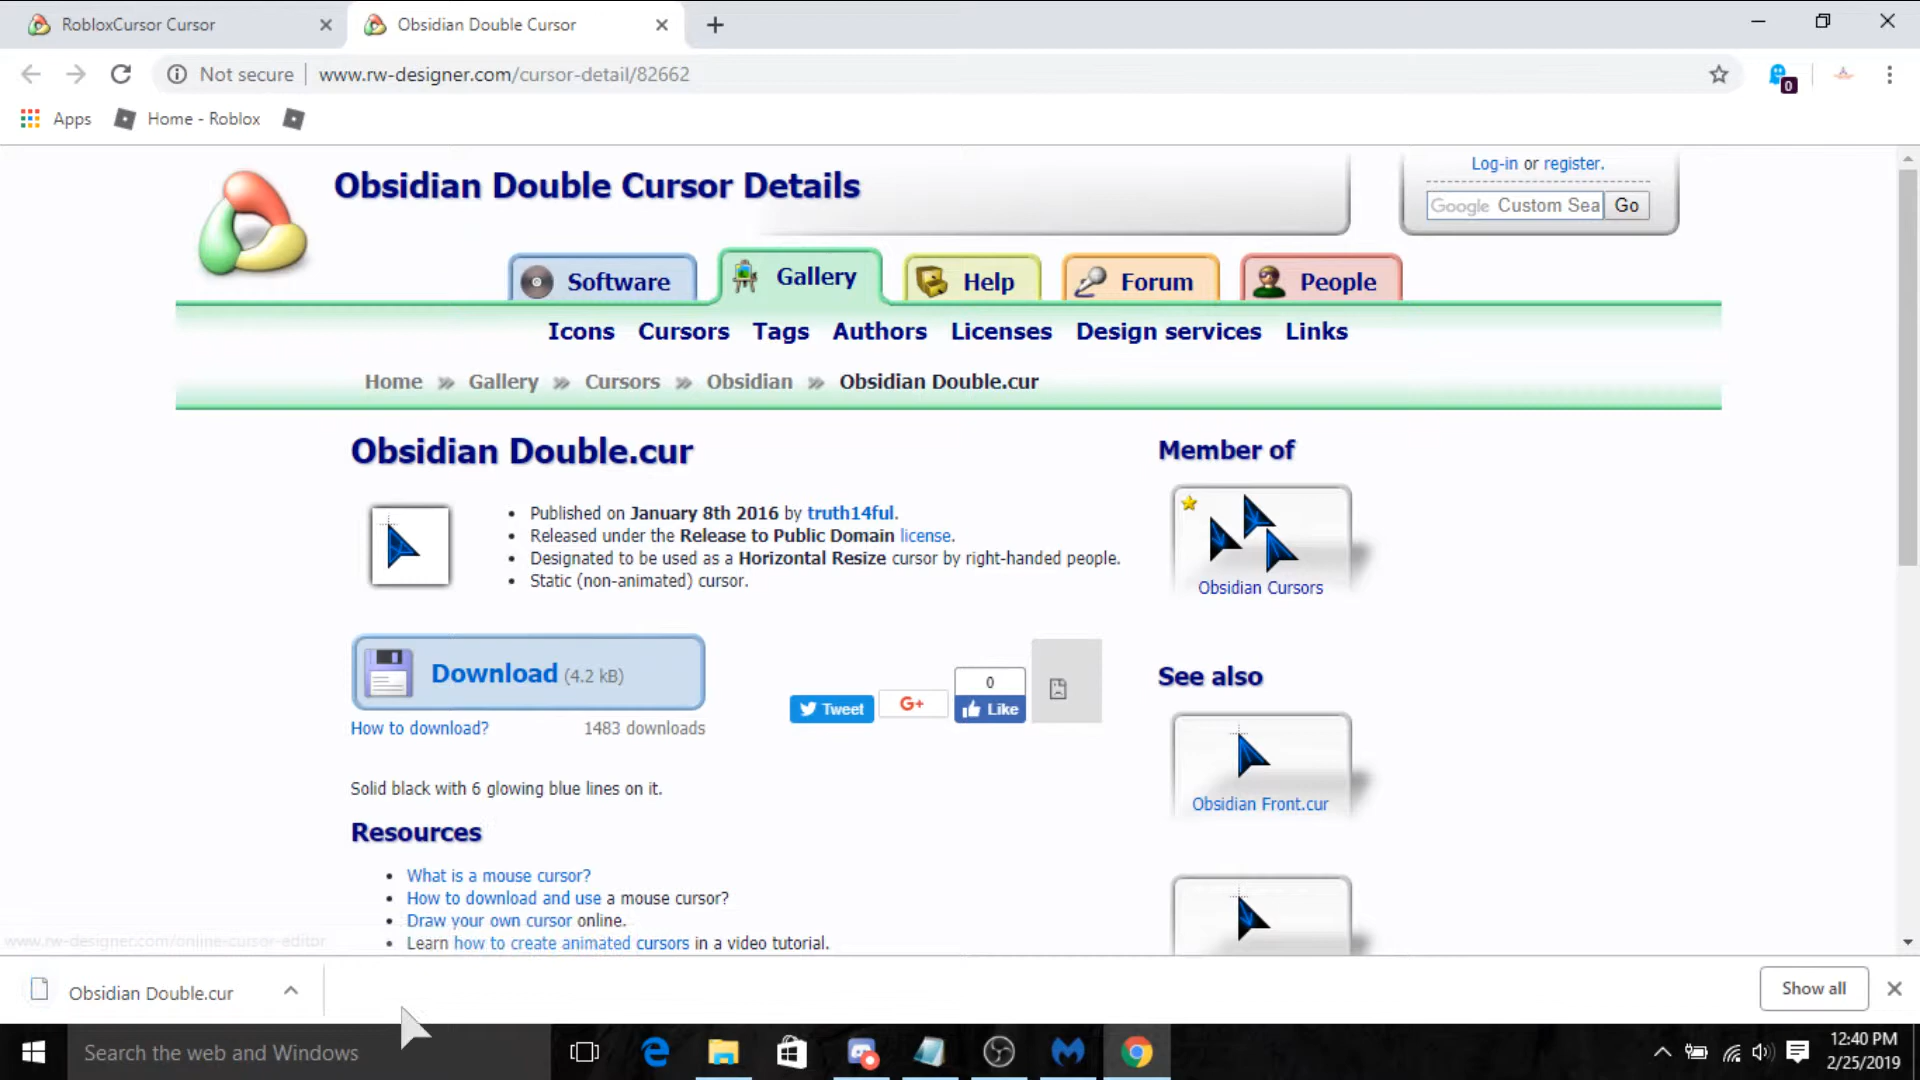 RobloxCursor Cursor
Obsidian Double Cursor
Not secure
www.rw-designer.com/cursor-detail/82662
0
Apps
Home - Roblox
Obsidian Double Cursor Details
Log-in or register.
Google Custom Sea
Go
Software
Gallery
Help
Forum
People
Icons Cursors Tags Authors Licenses Design services Links
Home » Gallery » Cursors » Obsidian » Obsidian Double.cur
Obsidian Double.cur
Member of
• Published on January 8th 2016 by truth14ful.
• Released under the Release to Public Domain license.
• Designated to be used as a Horizontal Resize cursor by right-handed people.
• Static (non-animated) cursor.
Obsidian Cursors
Download (4.2 kB)
How to download?
1483 downloads
Tweet
G+
0
Like
See also
Obsidian Front.cur
Solid black with 6 glowing blue lines on it.
Resources
• What is a mouse cursor?
• How to download and use a mouse cursor?
• Draw your own cursor online.
• Learn how to create animated cursors in a video tutorial.
www.rw-designer.com/online-cursor-editor
Obsidian Double.cur
Show all
Search the web and Windows
12:40 PM
2/25/2019